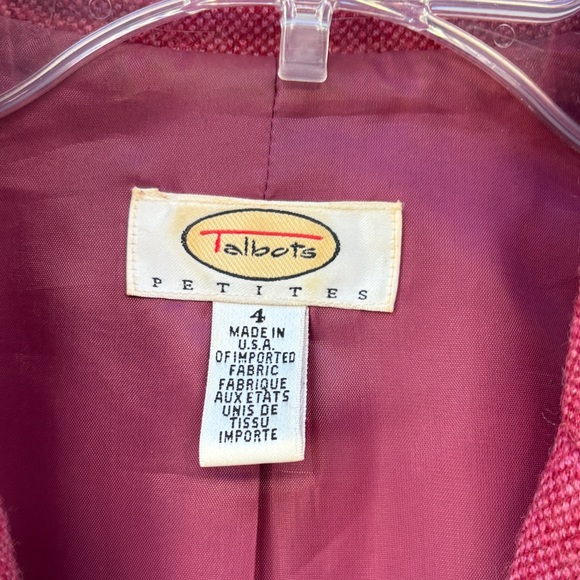 Talbots
PETITES
4
MADE IN
U.S.A.
OF IMPORTED
FABRIC
FABRIQUE
AUX ETATS
UNIS DE
TISSU
IMPORTE